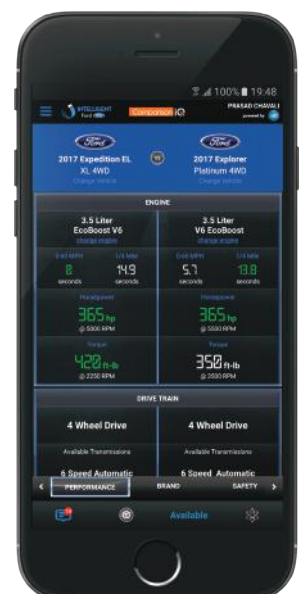 100% 19:48
INTELLIGENT
Ford
Comparison iQ
PRASAD CHAVALI
powered by
Ford
Ford
2017 Expedition EL
XL 4WD
Change Vehicle
VS
2017 Explorer
Platinum 4WD
Change Vehicle
ENGINE
3.5 Liter
EcoBoost V6
change engine
3.5 Liter
V6 EcoBoost
change engine
0-60 MPH 1/4 Mile
0-60 MPH 1/4 Mile
14.9
5.7 13.8
seconds seconds
seconds seconds
Horsepower
Horsepower
365 hp
365 hp
@ 5000 RPM
@ 5500 RPM
Torque
Torque
420 ft-lb
350 ft-lb
@ 2250 RPM
@ 3500 RPM
DRIVE TRAIN
4 Wheel Drive
4 Wheel Drive
Available Transmissions
Available Transmissions
6 Speed Automatic
6 Speed Automatic
PERFORMANCE BRAND SAFETY
Available